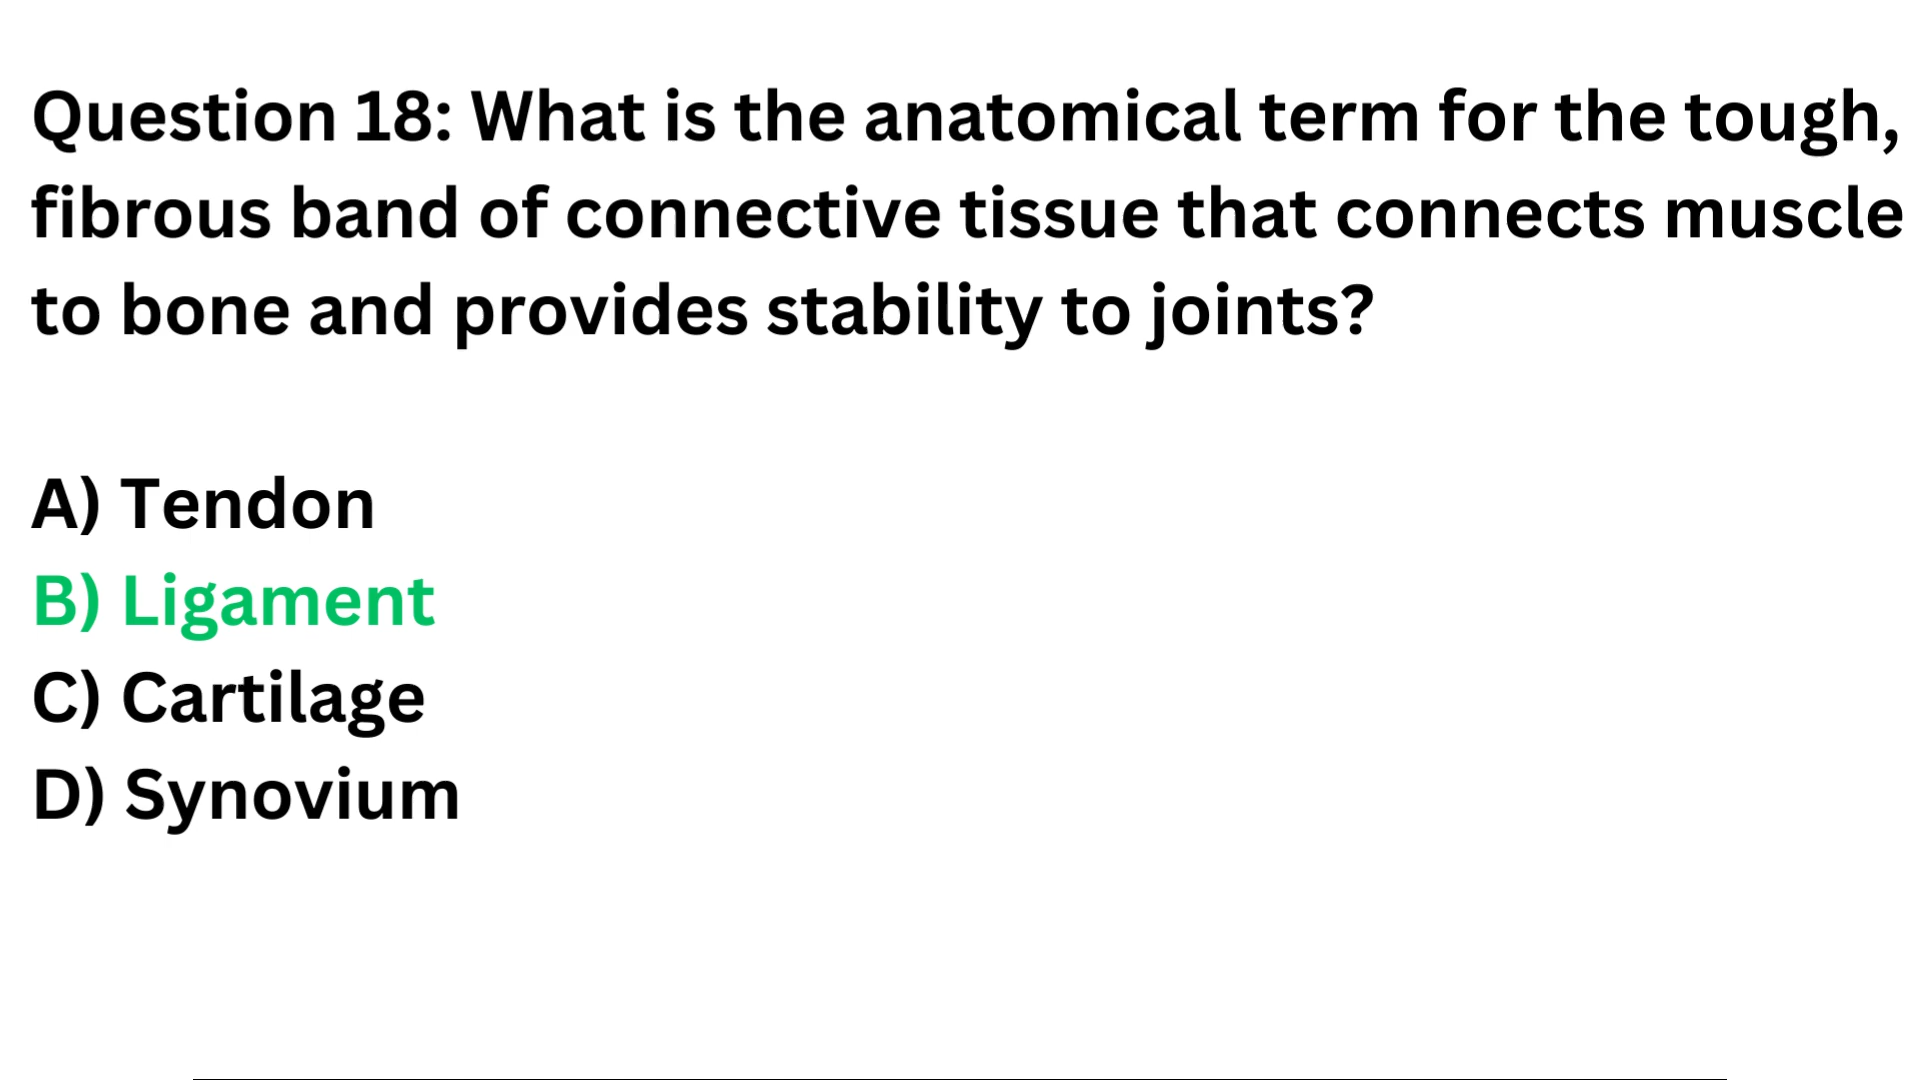 Question 18: What is the anatomical term for the tough,
fibrous band of connective tissue that connects muscle
to bone and provides stability to joints?
A) Tendon
B) Ligament
C) Cartilage
D) Synovium